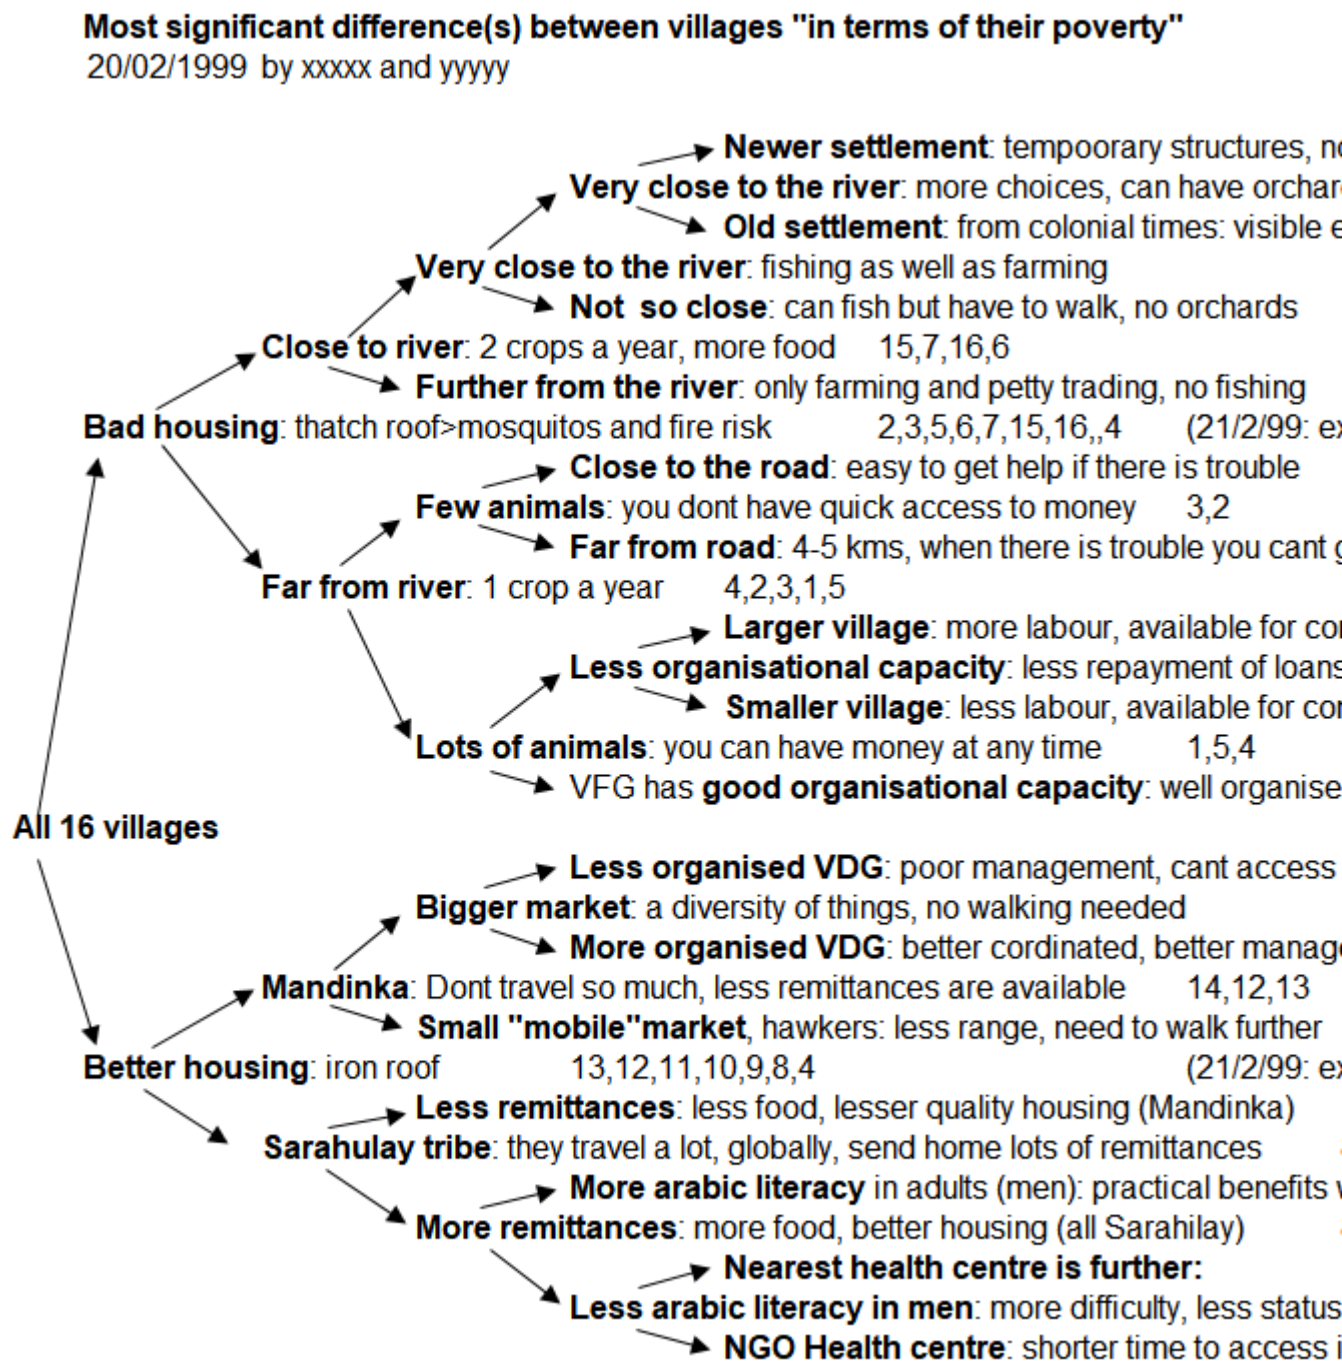 Most significant difference(s) between villages "in terms of their poverty"
20/02/1999 by xxxxx and yyyyy
Newer settlement: tempoorary structures,
Very close to the river: more choices, can have
Old settlement: from colonial times: visible
Very close to the river: fishing as well as farming
Not so close: can fish but have to walk, no orchards
Close to river: 2 crops a year, more food 15,7,16,6
Further from the river: only farming and petty trading, no fishing
Bad housing: thatch roof>mosquitos and fire risk 2,3,5,6,7,15,16,,4 (21/2/99:
Close to the road: easy to get help if there is trouble
Few animals: you dont have quick access to money 3,2
Far from road: 4-5 kms, when there is trouble you cant
Far from river: 1 crop a year 4,2,3,1,5
Larger village: more labour, available for
Less organisational capacity: less repayment of loans
Smaller village: less labour, available for
Lots of animals: you can have money at any time 1,5,4
VFG has good organisational capacity: well
All 16 villages
Less organised VDG: poor management, cant access
Bigger market: a diversity of things, no walking needed
More organised VDG: better cordinated, better
Mandinka: Dont travel so much, less remittances are available 14,12,13
Small "mobile"market, hawkers: less range, need to walk further
Better housing: iron roof 13,12,11,10,9,8,4 (21/2/99:
Less remittances: less food, lesser quality housing (Mandinka)
Sarahulay tribe: they travel a lot, globally, send home lots of remittances
More arabic literacy in adults (men): practical benefits
More remittances: more food, better housing (all Sarahilay)
Nearest health centre is further:
Less arabic literacy in men: more difficulty, less status
NGO Health centre: shorter time to access